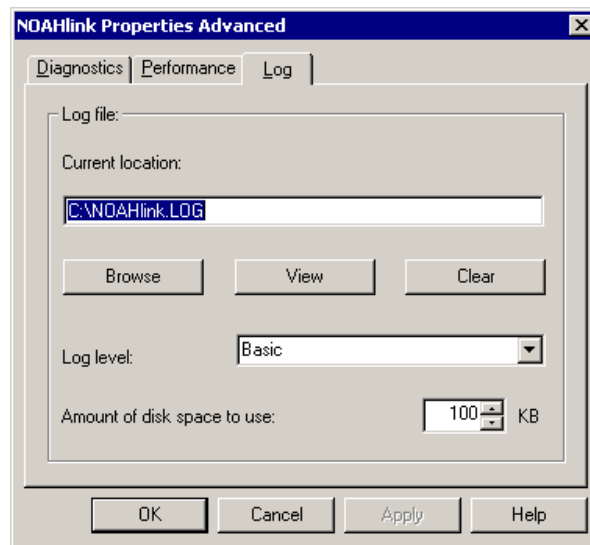 NOAHlink Properties Advanced
Diagnostics Performance Log
Log file:
Current location:
C:\NOAHlink.LOG
Browse View Clear
Log level: Basic
Amount of disk space to use: 100 KB
OK Cancel Apply Help